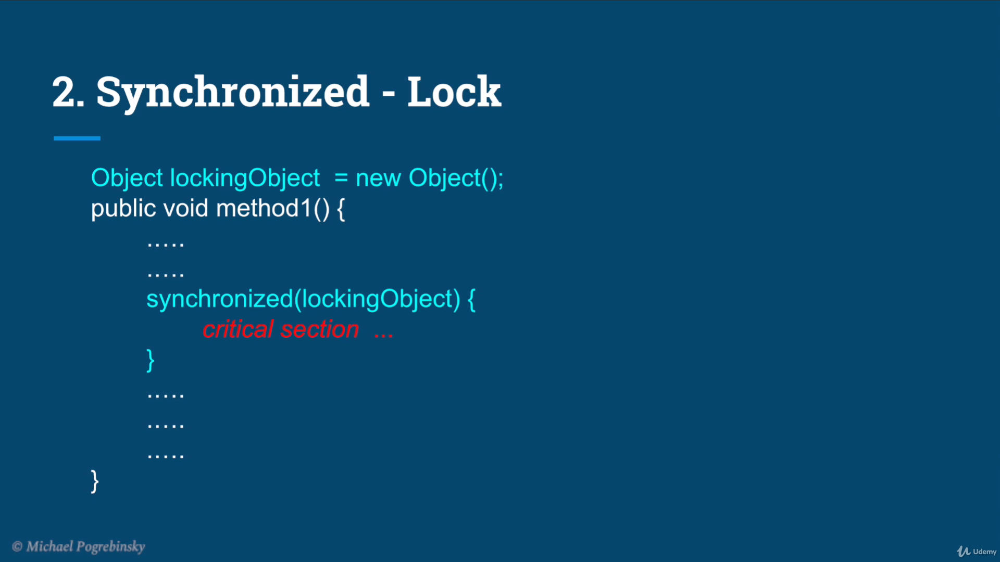 2. Synchronized - Lock
Object lockingObject  = new Object();
public void method1() {
.....
.....
synchronized(lockingObject) {
critical section  ...
}
.....
.....
.....
}
© Michael Pogrebinsky
Udemy